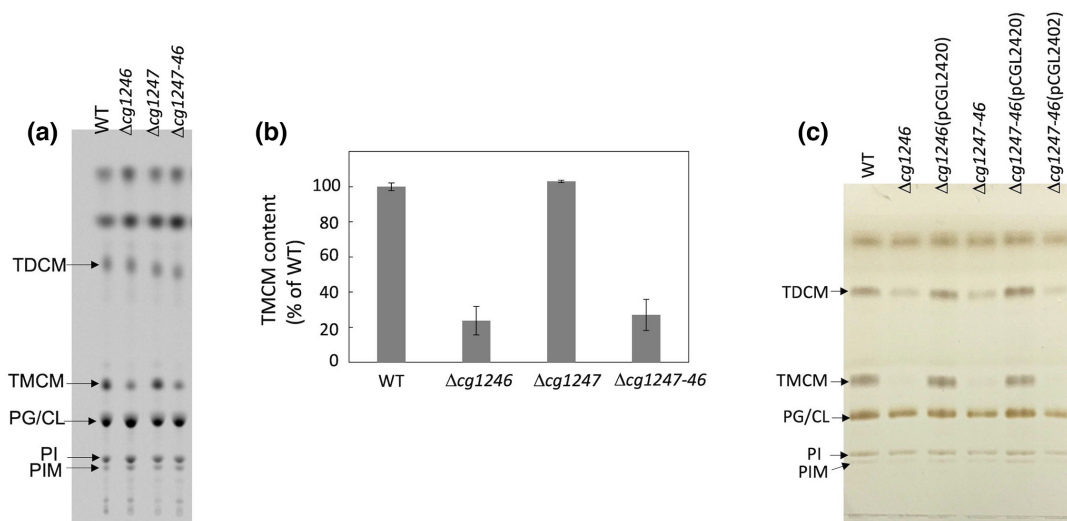 (a)
WT
Δcg1246
Δcg1247
Δcg1247-46
TDCM
TMCM
PG/CL
PI
PIM
(b)
TMCM content
(% of WT)
100
80
60
40
20
0
WT
Δcg1246
Δcg1247
Δcg1247-46
(c)
WT
Δcg1246
Δcg1246(pCGL2420)
Δcg1247-46
Δcg1247-46(pCGL2420)
Δcg1247-46(pCGL2402)
TDCM
TMCM
PG/CL
PI
PIM